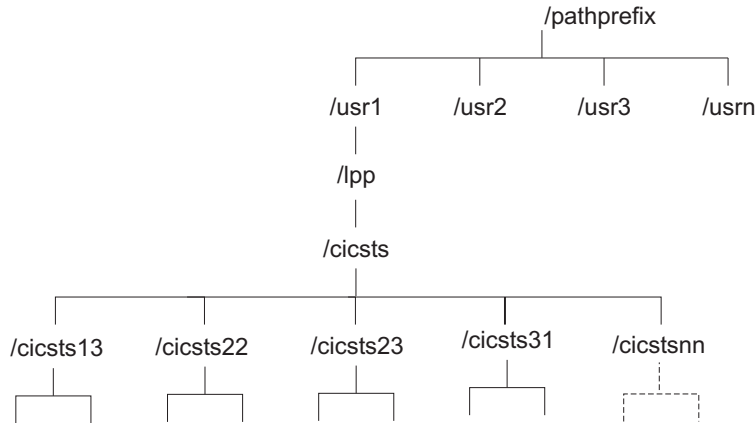 /pathprefix
/usr1 /usr2 /usr3 /usrn
/lpp
/cicsts
/cicsts13 /cicsts22 /cicsts23 /cicsts31 /cicstsnn